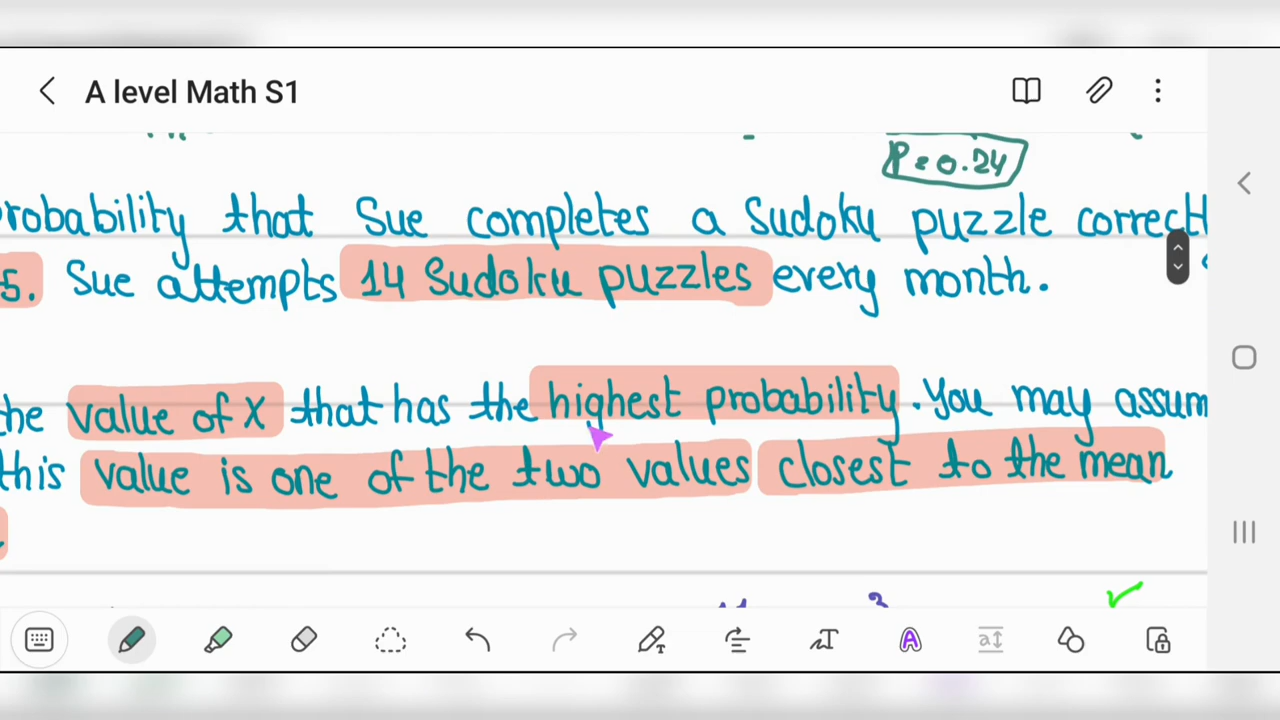 A level Math S1
P = 0.24
robability that Sue completes a Sudoku puzzle correctl
5. Sue attempts 14 Sudoku puzzles every month.
the value of X that has the highest probability. You may assum
this value is one of the two values closest to the mean